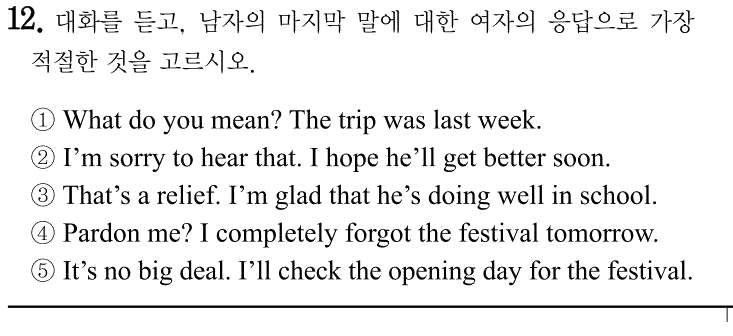 12. 대화를 듣고, 남자의 마지막 말에 대한 여자의 응답으로 가장
적절한 것을 고르시오.
① What do you mean? The trip was last week.
② I’m sorry to hear that. I hope he’ll get better soon.
③ That’s a relief. I’m glad that he’s doing well in school.
④ Pardon me? I completely forgot the festival tomorrow.
⑤ It’s no big deal. I’ll check the opening day for the festival.